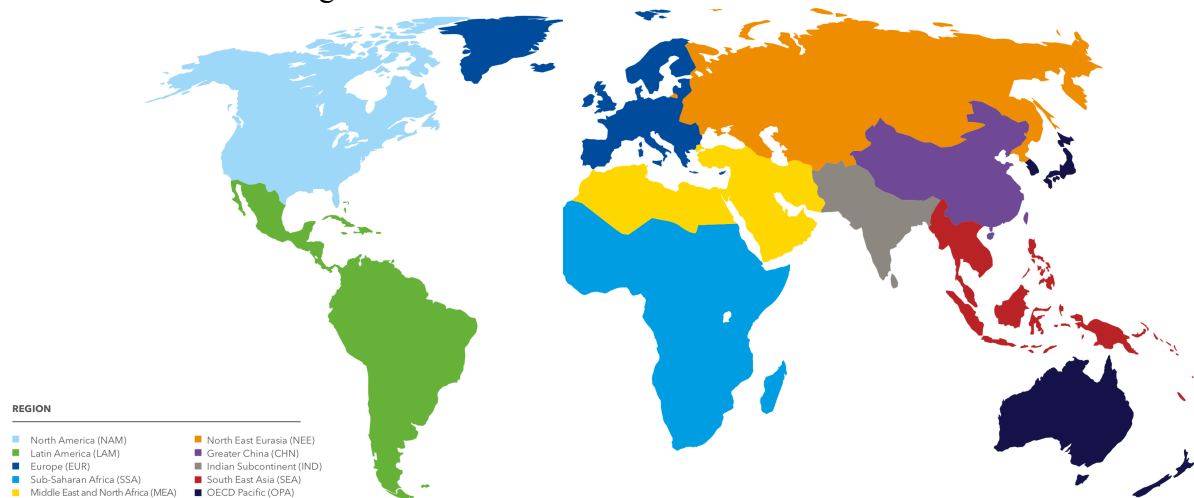 REGION
North America (NAM)
Latin America (LAM)
Europe (EUR)
Sub-Saharan Africa (SSA)
Middle East and North Africa (MEA)
North East Eurasia (NEE)
Greater China (CHN)
Indian Subcontinent (IND)
South East Asia (SEA)
OECD Pacific (OPA)